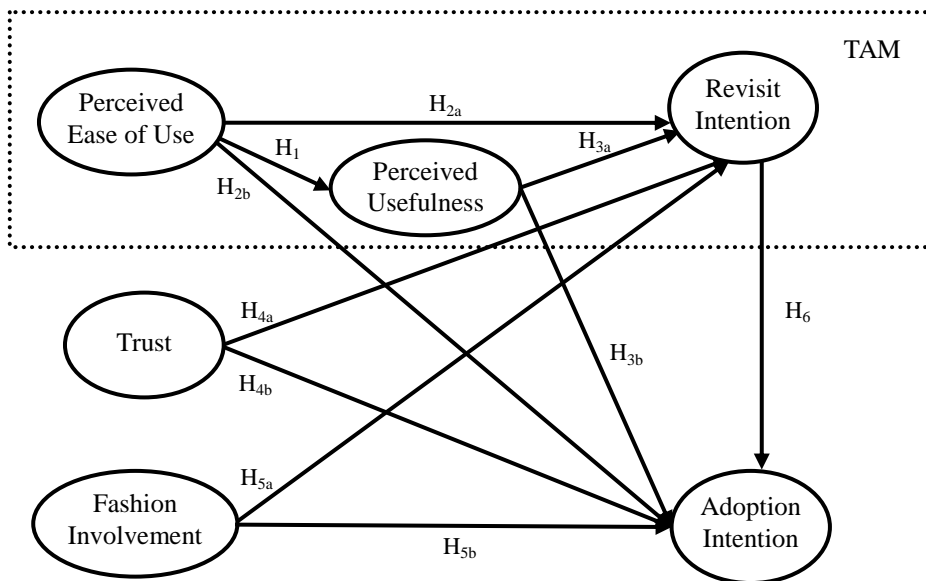 TAM
Perceived
Ease of Use
Revisit
Intention
H2a
H1
H3a
Perceived
Usefulness
H2b
Trust
H4a
H6
H3b
H4b
Fashion
Involvement
H5a
Adoption
Intention
H5b